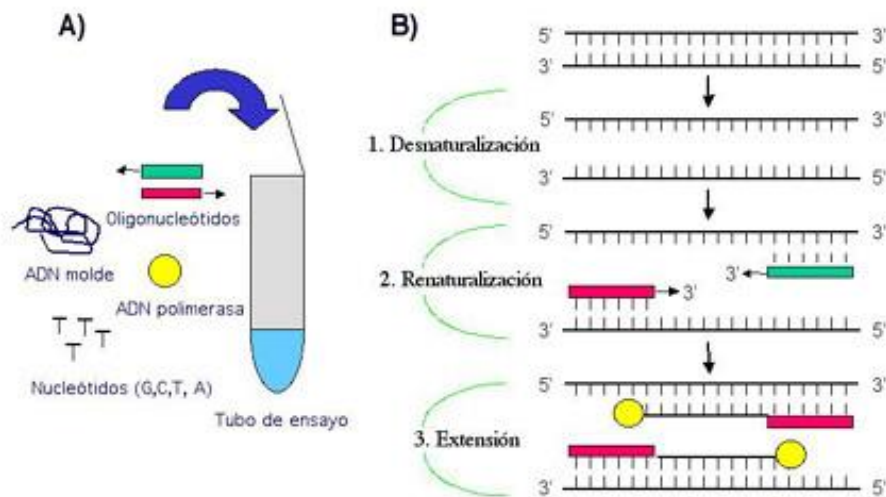 A)
Oligonucleótidos
ADN molde
ADN polimerasa
Nucleótidos (G,C,T, A)
Tubo de ensayo
B)
5' 3'
3' 5'
1. Desnaturalización
5' 3'
3' 5'
2. Renaturalización
5' 3'
3'
3'
3' 5'
3. Extensión
5' 3'
3' 5'